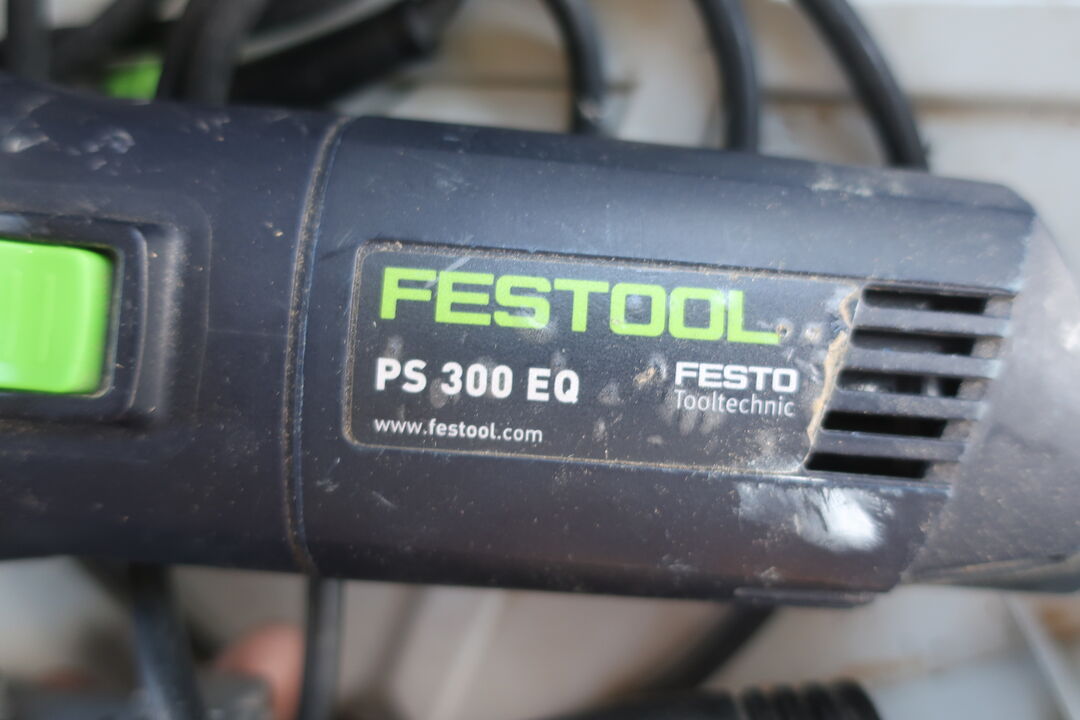 FESTOOL
PS 300 EQ
FESTO
Tooltechnic
www.festool.com